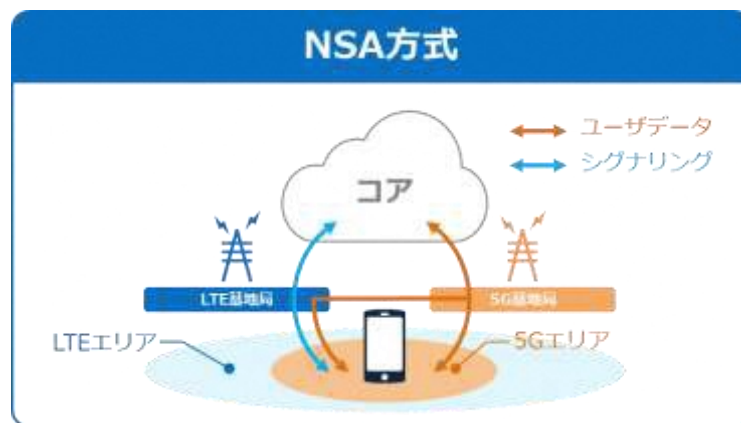 NSA方式
ユーザデータ
シグナリング
コア
LTE基地局
5G基地局
LTEエリア
5Gエリア